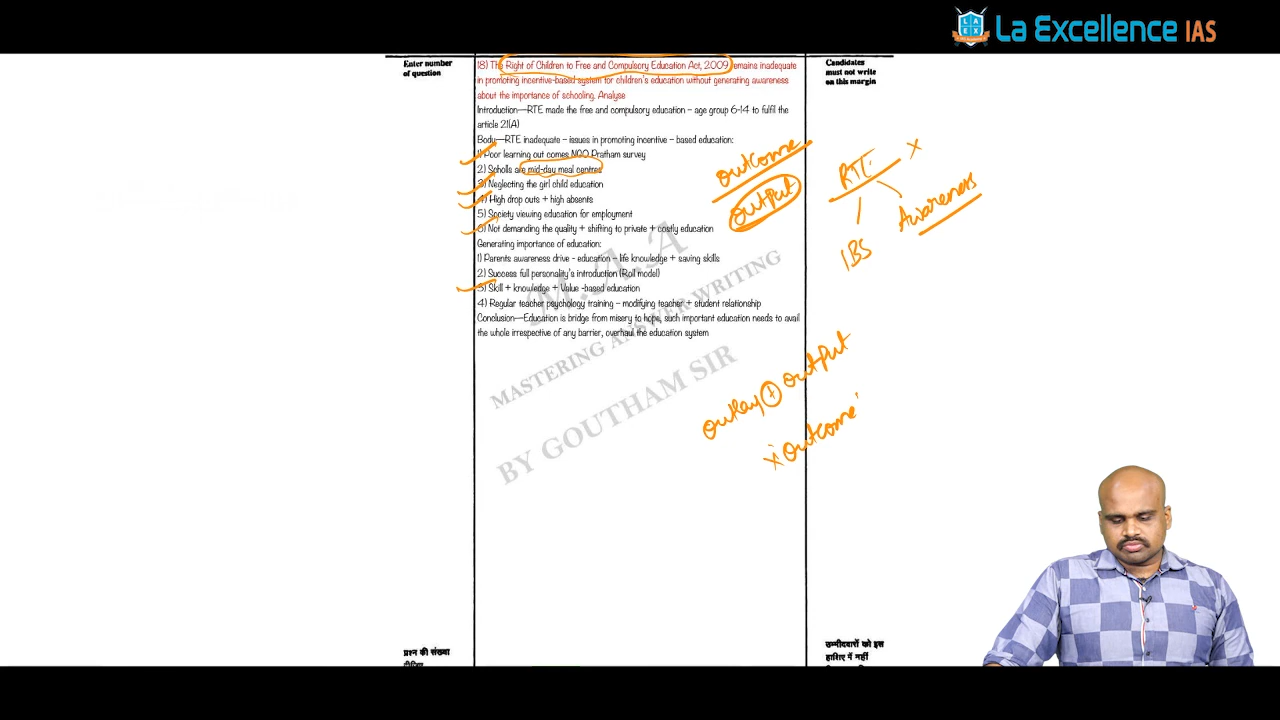 La Excellence IAS
Enter number
of question
18) The Right of Children to Free and Compulsory Education Act, 2009 remains inadequate
in promoting incentive-based system for children's education without generating awareness
about the importance of schooling. Analyse
Introduction—RTE made the free and compulsory education – age group 6-14 to fulfil the
article 21(A)
Body—RTE inadequate – issues in promoting incentive – based education:
1) Poor learning out comes NGO Pratham survey
2) Scholls are mid-day meal centres
3) Neglecting the girl child education
4) High drop outs + high absents
5) Society viewing education for employment
6) Not demanding the quality + shifting to private + costly education
Generating importance of education:
1) Parents awareness drive - education – life knowledge + saving skills
2) Success full personality's introduction (Roll model)
3) Skill + knowledge + Value -based education
4) Regular teacher psychology training – modifying teacher + student relationship
Conclusion—Education is bridge from misery to hope, such important education needs to avail
the whole irrespective of any barrier, overhaul the education system
Candidates
must not write
on this margin
outcome
output
RTE x
IBS
Awareness
outlay + output
x outcome
M.A.A
MASTERING ANSWER WRITING
BY GOUTHAM SIR
प्रश्न की संख्या
उम्मीदवारों को इस
हाशिए में नहीं